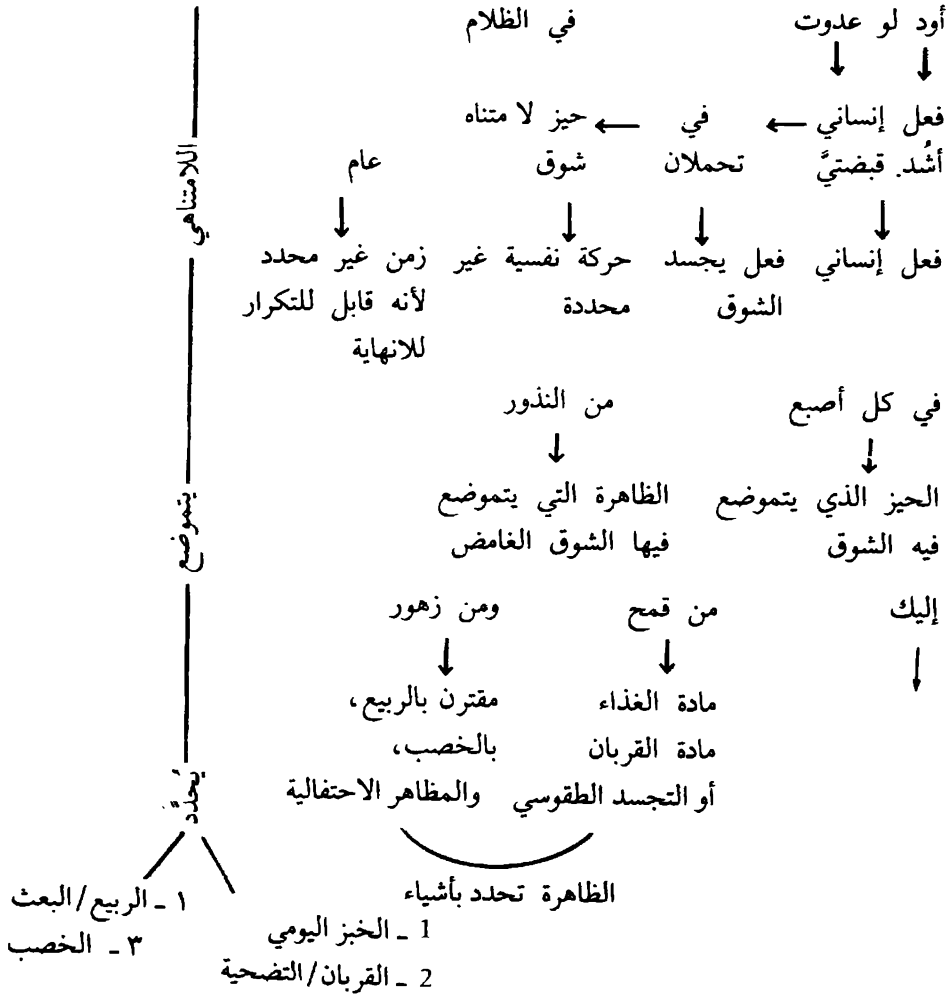 أود لو عدوت في الظلام
فعل إنساني في حيز لا متناه
أشُد. قبضتيَّ تحملان شوق عام
فعل إنساني فعل يجسد حركة نفسية غير زمن غير محدد
الشوق محددة لأنه قابل للتكرار
للانهاية
في كل أصبع من النذور
الحيز الذي يتموضع الظاهرة التي يتموضع
فيه الشوق فيها الشوق الغامض
إليك من قمح ومن زهور
مادة الغذاء مقترن بالربيع،
مادة القربان بالخصب،
أو التجسد الطقوسي والمظاهر الاحتفالية
الظاهرة تحدد بأشياء
1 ـ الخبز اليومي
2 ـ القربان/التضحية
اللامتناهي
يتموضع
يُحدَّد
١ ـ الربيع/البعث
٣ ـ الخصب